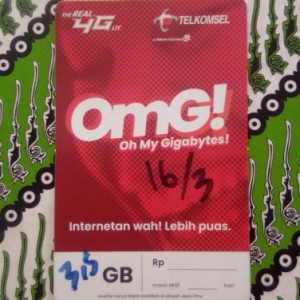 THE REAL
4G LTE
TELKOMSEL
OMG!
Oh My Gigabytes!
16/3
Internetan wah! Lebih puas.
3,5 GB
Rp
masa aktif hari